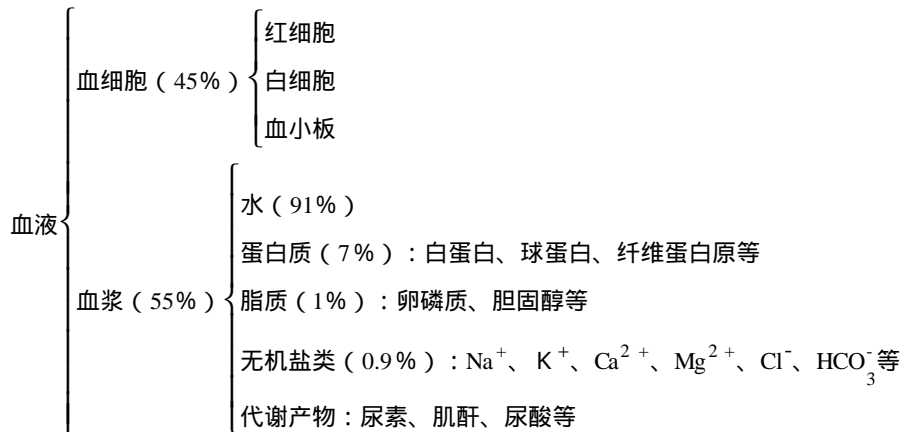 红细胞
血细胞（45%）
白细胞
血小板
血液
水（91%）
蛋白质（7%）：白蛋白、球蛋白、纤维蛋白原等
血浆（55%）
脂质（1%）：卵磷质、胆固醇等
无机盐类（0.9%）：Na⁺、K⁺、Ca²⁺、Mg²⁺、Cl⁻、HCO₃⁻等
代谢产物：尿素、肌酐、尿酸等